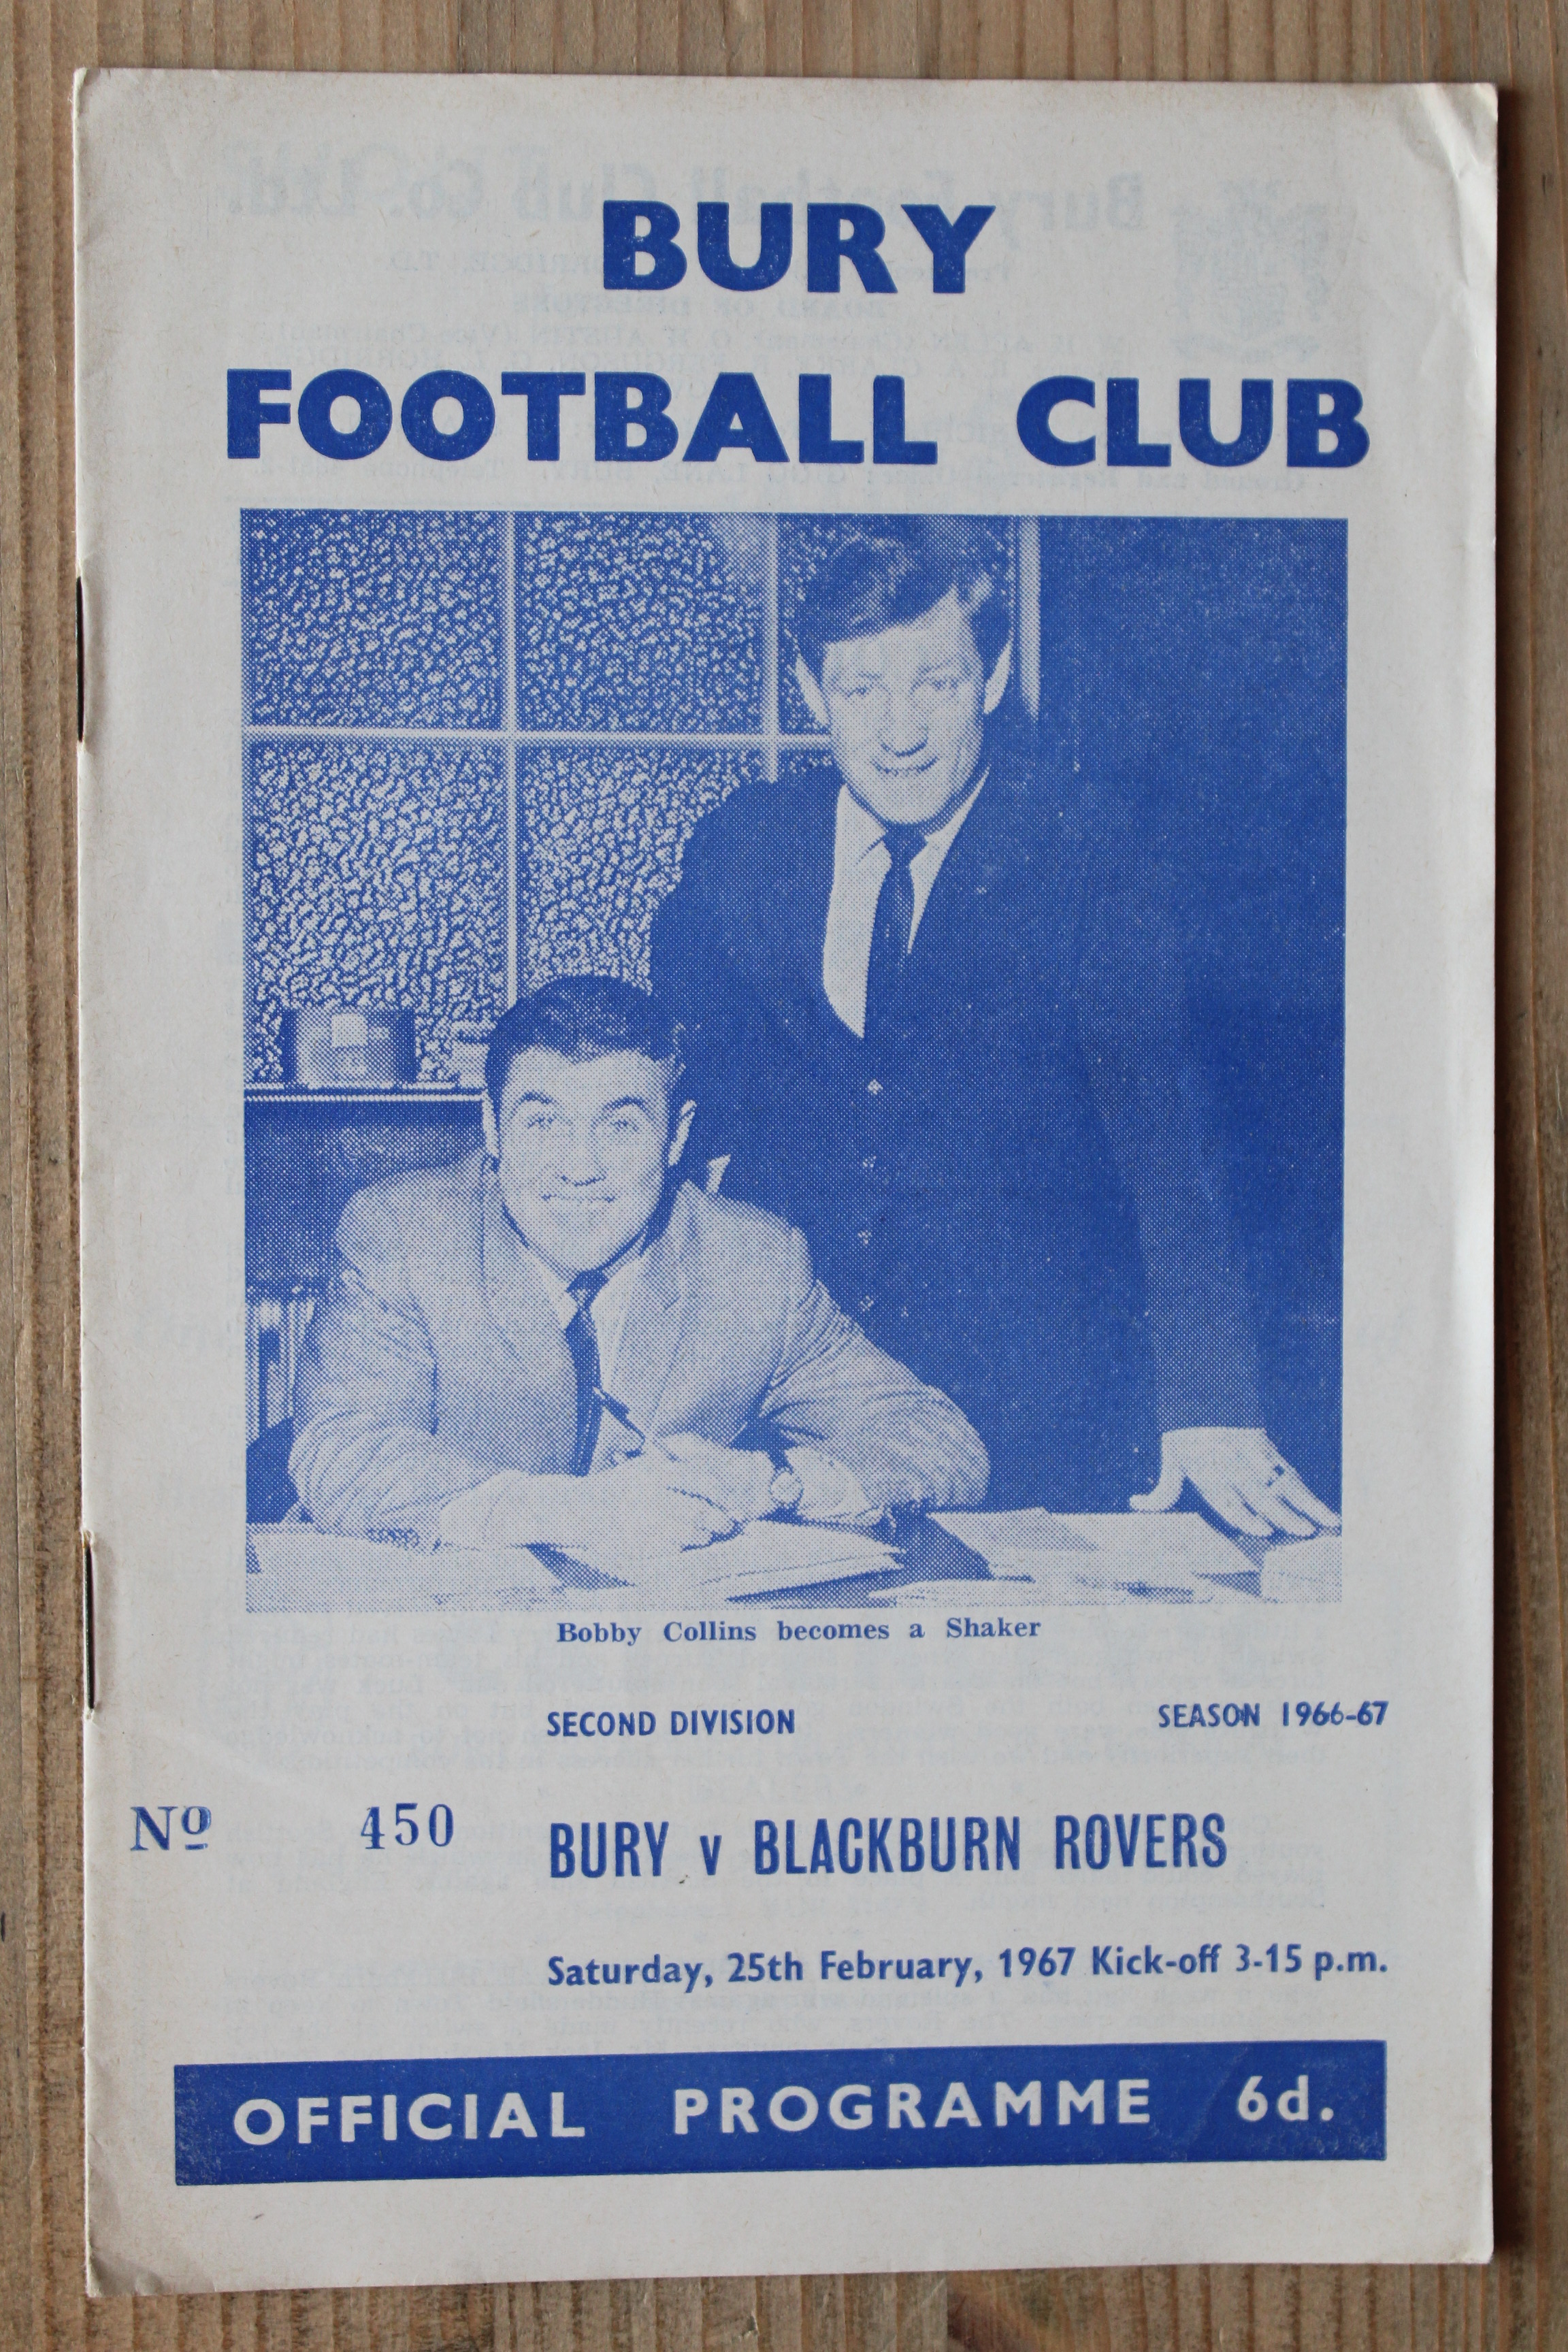 BURY
FOOTBALL CLUB
Bobby Collins becomes a Shaker
SECOND DIVISION SEASON 1966-67
Nº 450 BURY v BLACKBURN ROVERS
Saturday, 25th February, 1967 Kick-off 3-15 p.m.
OFFICIAL PROGRAMME 6d.